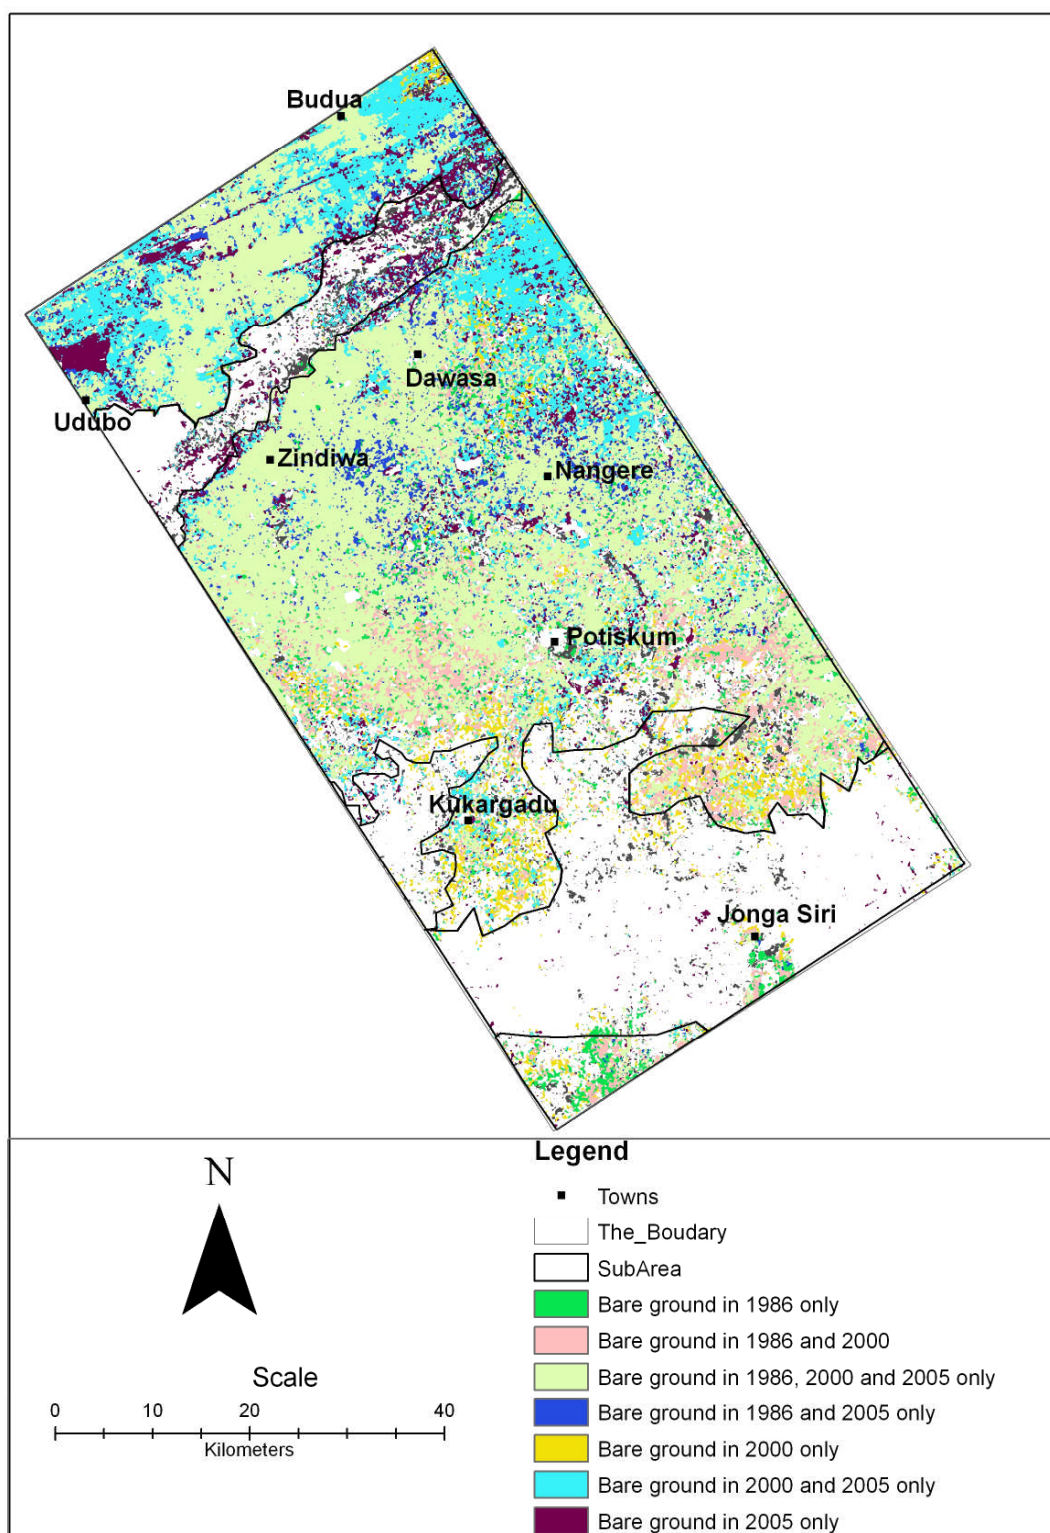 Budua
Dawasa
Udubo
Zindiwa
Nangere
Potiskum
Kukargadu
Jonga Siri
N
Scale
0 10 20 40
Kilometers
Legend
Towns
The_Boudary
SubArea
Bare ground in 1986 only
Bare ground in 1986 and 2000
Bare ground in 1986, 2000 and 2005 only
Bare ground in 1986 and 2005 only
Bare ground in 2000 only
Bare ground in 2000 and 2005 only
Bare ground in 2005 only